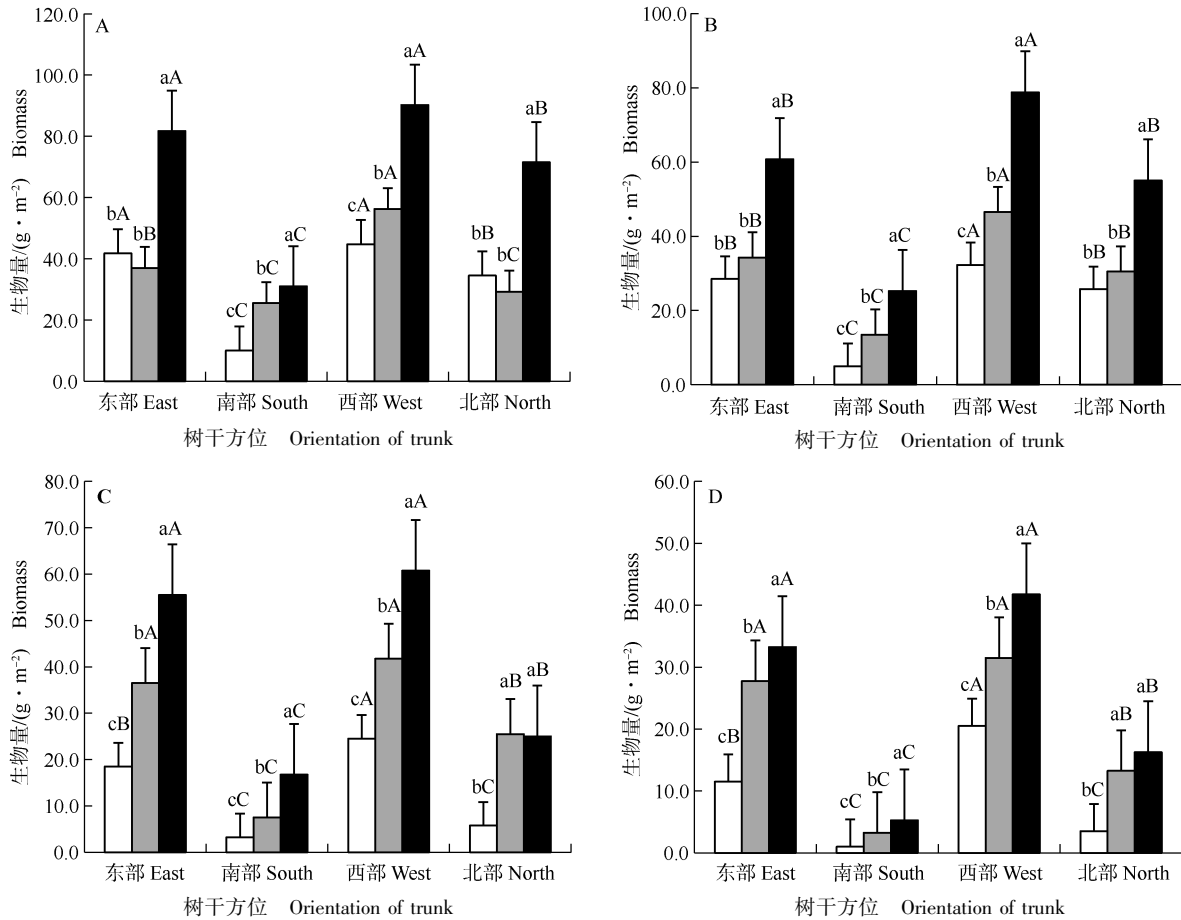 A
生物量/(g·m⁻²) Biomass
120.0
100.0
80.0
60.0
40.0
20.0
0.0
bA bB aA
cC bC aC
cA bA aA
bB bC aB
东部 East 南部 South 西部 West 北部 North
树干方位 Orientation of trunk
B
生物量/(g·m⁻²) Biomass
100.0
80.0
60.0
40.0
20.0
0.0
bB bB aB
cC bC aC
cA bA aA
bB bB aB
东部 East 南部 South 西部 West 北部 North
树干方位 Orientation of trunk
C
生物量/(g·m⁻²) Biomass
80.0
70.0
60.0
50.0
40.0
30.0
20.0
10.0
0.0
cB bA aA
cC bC aC
cA bA aA
bC aB aB
东部 East 南部 South 西部 West 北部 North
树干方位 Orientation of trunk
D
生物量/(g·m⁻²) Biomass
60.0
50.0
40.0
30.0
20.0
10.0
0.0
cB bA aA
cC bC aC
cA bA aA
bC aB aB
东部 East 南部 South 西部 West 北部 North
树干方位 Orientation of trunk